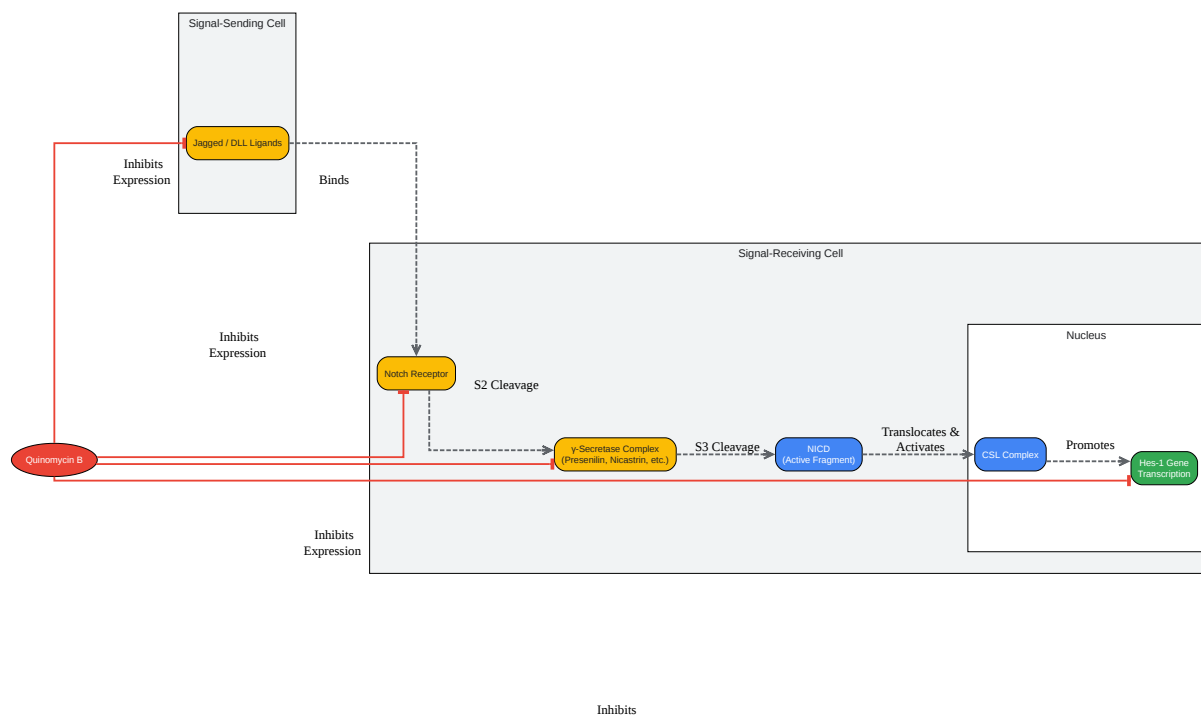 Signal-Sending Cell
Jagged / DLL Ligands
Inhibits
Expression
Binds
Signal-Receiving Cell
Inhibits
Expression
Nucleus
Notch Receptor
S2 Cleavage
Quinomycin B
γ-Secretase Complex
(Presenilin, Nicastrin, etc.)
S3 Cleavage
NICD
(Active Fragment)
Translocates &
Activates
CSL Complex
Promotes
Hes-1 Gene
Transcription
Inhibits
Expression
Inhibits